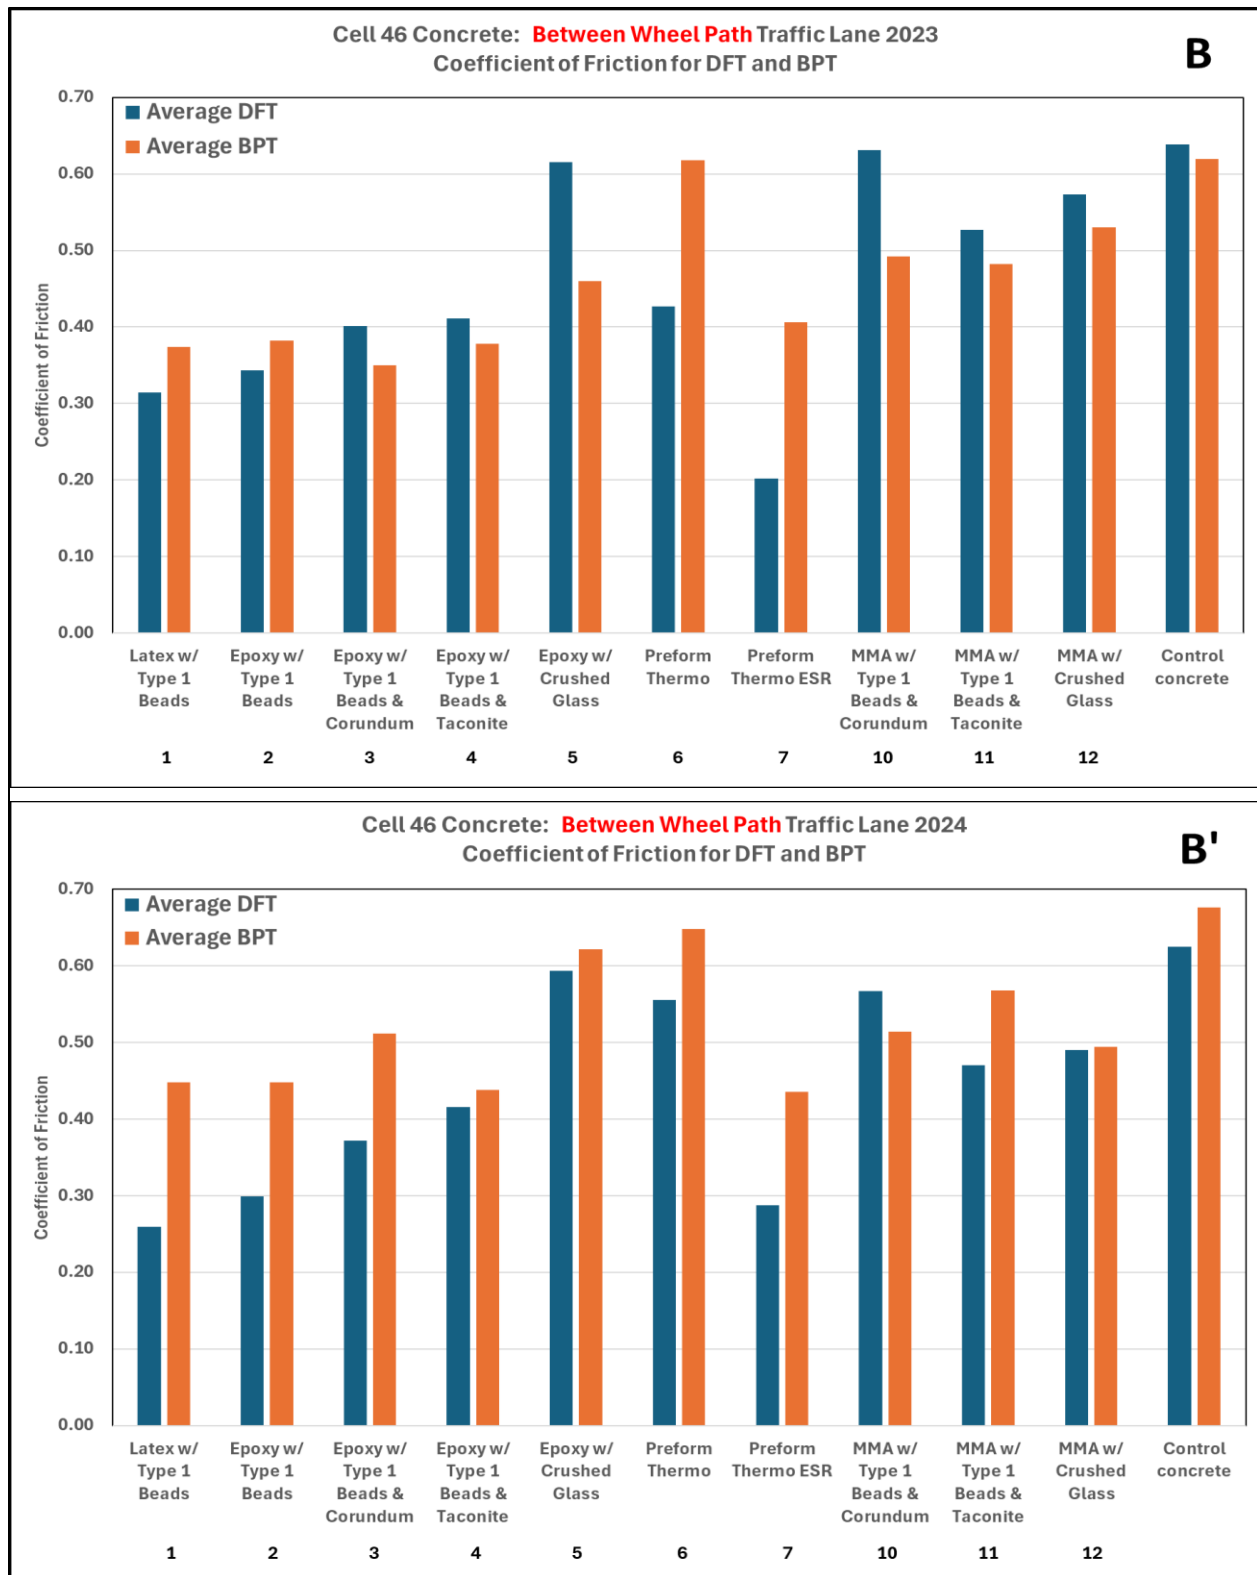 Cell 46 Concrete: Between Wheel Path Traffic Lane 2023
Coefficient of Friction for DFT and BPT
B
Average DFT
Average BPT
Coefficient of Friction
0.70
0.60
0.50
0.40
0.30
0.20
0.10
0.00
Latex w/
Type 1
Beads
Epoxy w/
Type 1
Beads
Epoxy w/
Type 1
Beads &
Corundum
Epoxy w/
Type 1
Beads &
Taconite
Epoxy w/
Crushed
Glass
Preform
Thermo
Preform
Thermo ESR
MMA w/
Type 1
Beads &
Corundum
MMA w/
Type 1
Beads &
Taconite
MMA w/
Crushed
Glass
Control
concrete
1 2 3 4 5 6 7 10 11 12
Cell 46 Concrete: Between Wheel Path Traffic Lane 2024
Coefficient of Friction for DFT and BPT
B'
Average DFT
Average BPT
Coefficient of Friction
0.70
0.60
0.50
0.40
0.30
0.20
0.10
0.00
Latex w/
Type 1
Beads
Epoxy w/
Type 1
Beads
Epoxy w/
Type 1
Beads &
Corundum
Epoxy w/
Type 1
Beads &
Taconite
Epoxy w/
Crushed
Glass
Preform
Thermo
Preform
Thermo ESR
MMA w/
Type 1
Beads &
Corundum
MMA w/
Type 1
Beads &
Taconite
MMA w/
Crushed
Glass
Control
concrete
1 2 3 4 5 6 7 10 11 12